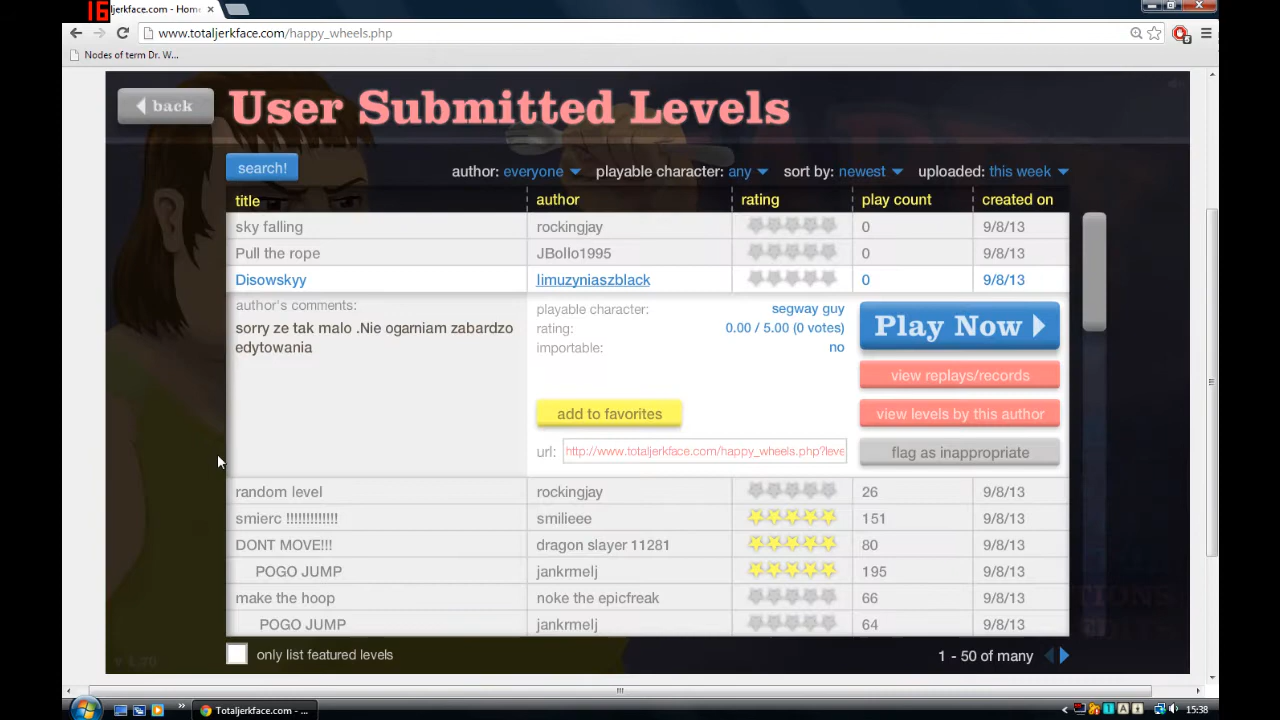 16
jerkface.com - Home
www.totaljerkface.com/happy_wheels.php
Nodes of term Dr. W...
back
User Submitted Levels
search!
author: everyone playable character: any sort by: newest uploaded: this week
title author rating play count created on
sky falling rockingjay 0 9/8/13
Pull the rope JBollo1995 0 9/8/13
Disowskyy limuzyniaszblack 0 9/8/13
author's comments:
sorry ze tak malo .Nie ogarniam zabardzo
edytowania
playable character: segway guy
rating: 0.00 / 5.00 (0 votes)
importable: no
add to favorites
url: http://www.totaljerkface.com/happy_wheels.php?leve
Play Now
view replays/records
view levels by this author
flag as inappropriate
random level rockingjay 26 9/8/13
smierc !!!!!!!!!!!!! smilieee 151 9/8/13
DONT MOVE!!! dragon slayer 11281 80 9/8/13
POGO JUMP jankrmelj 195 9/8/13
make the hoop noke the epicfreak 66 9/8/13
POGO JUMP jankrmelj 64 9/8/13
only list featured levels
1 - 50 of many
v 1.70
Totaljerkface.com - ...
15:38